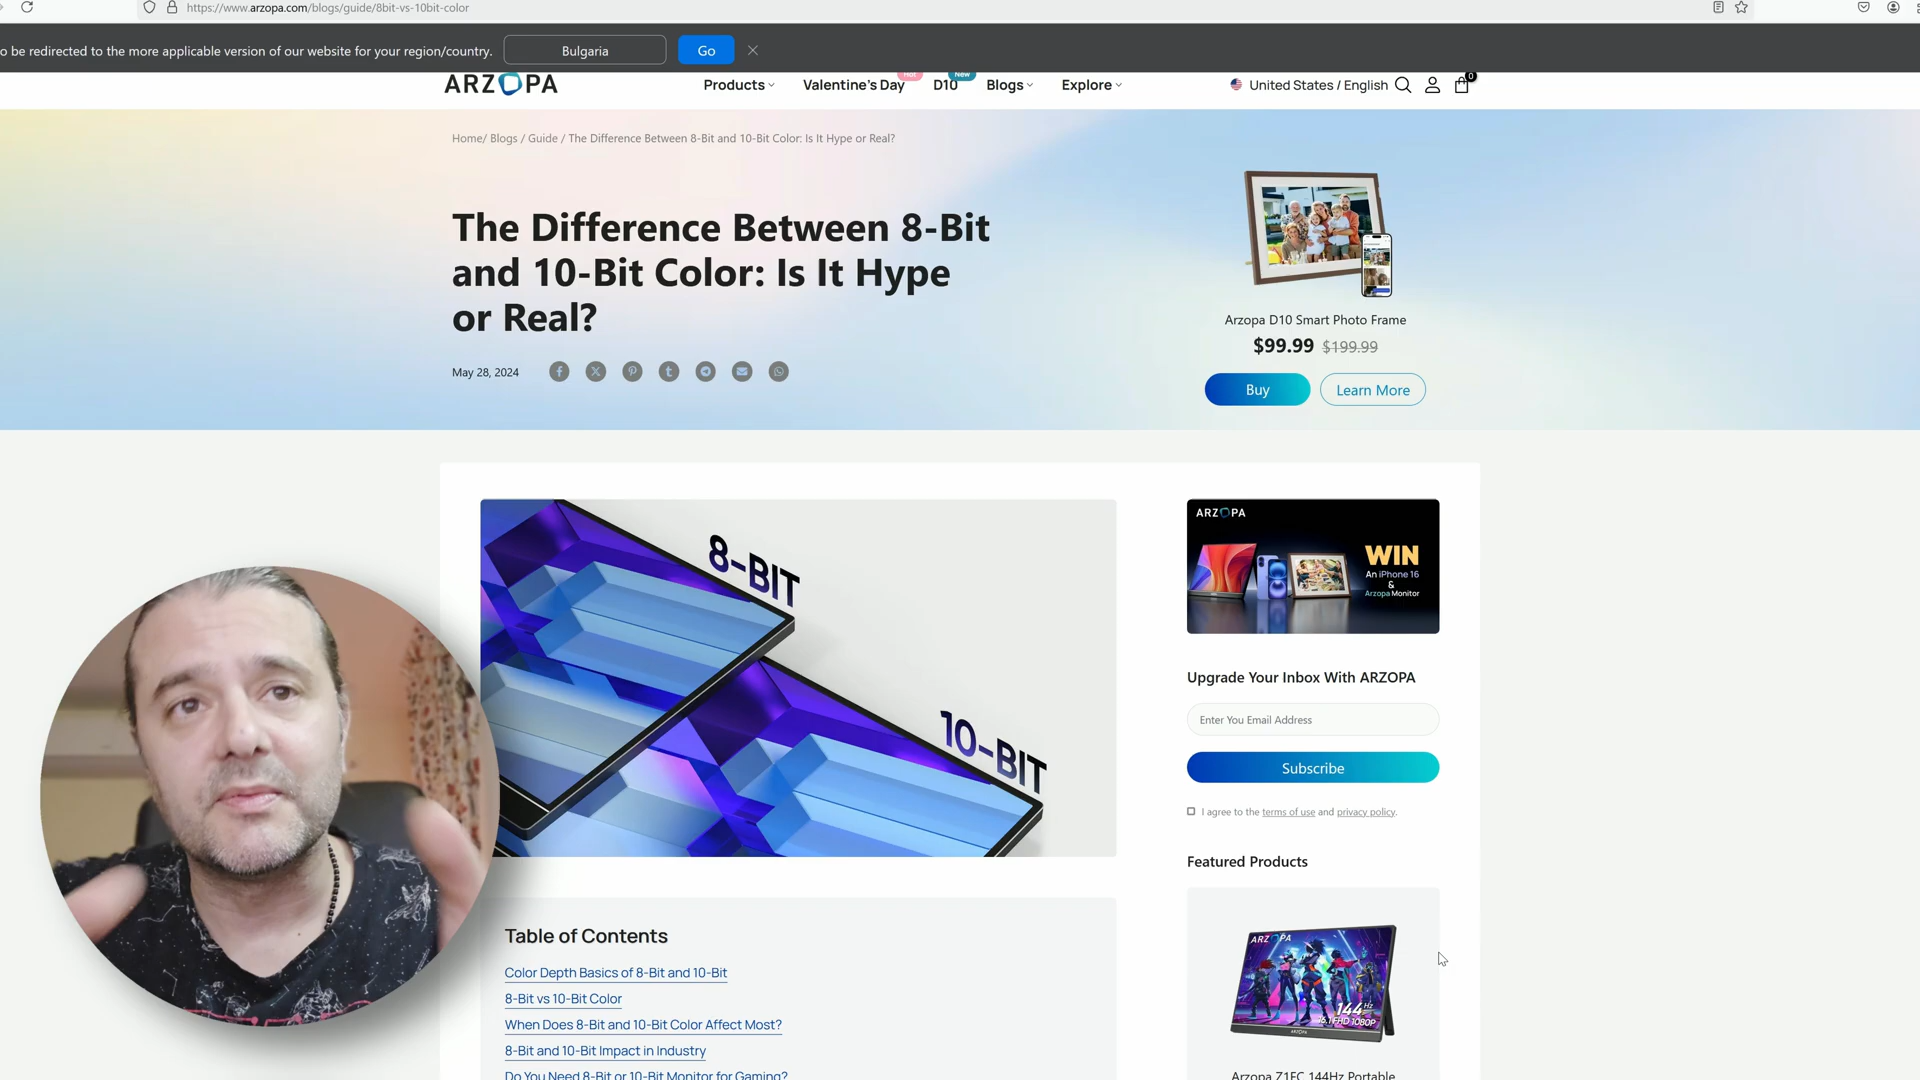 https://www.arzopa.com/blogs/guide/8bit-vs-10bit-color
o be redirected to the more applicable version of our website for your region/country.
Bulgaria
Go
ARZOPA
Products
Valentine's Day
Hot
D10
New
Blogs
Explore
United States / English
0
Home/ Blogs / Guide / The Difference Between 8-Bit and 10-Bit Color: Is It Hype or Real?
The Difference Between 8-Bit
and 10-Bit Color: Is It Hype
or Real?
May 28, 2024
Arzopa D10 Smart Photo Frame
$99.99 $199.99
Buy
Learn More
8-BIT
10-BIT
ARZOPA
WIN
An iPhone 16
&
Arzopa Monitor
Upgrade Your Inbox With ARZOPA
Enter You Email Address
Subscribe
I agree to the terms of use and privacy policy.
Featured Products
ARZOPA
144Hz
16.1 FHD 1080P
ARZOPA
Arzopa Z1FC 144Hz Portable
Table of Contents
Color Depth Basics of 8-Bit and 10-Bit
8-Bit vs 10-Bit Color
When Does 8-Bit and 10-Bit Color Affect Most?
8-Bit and 10-Bit Impact in Industry
Do You Need 8-Bit or 10-Bit Monitor for Gaming?